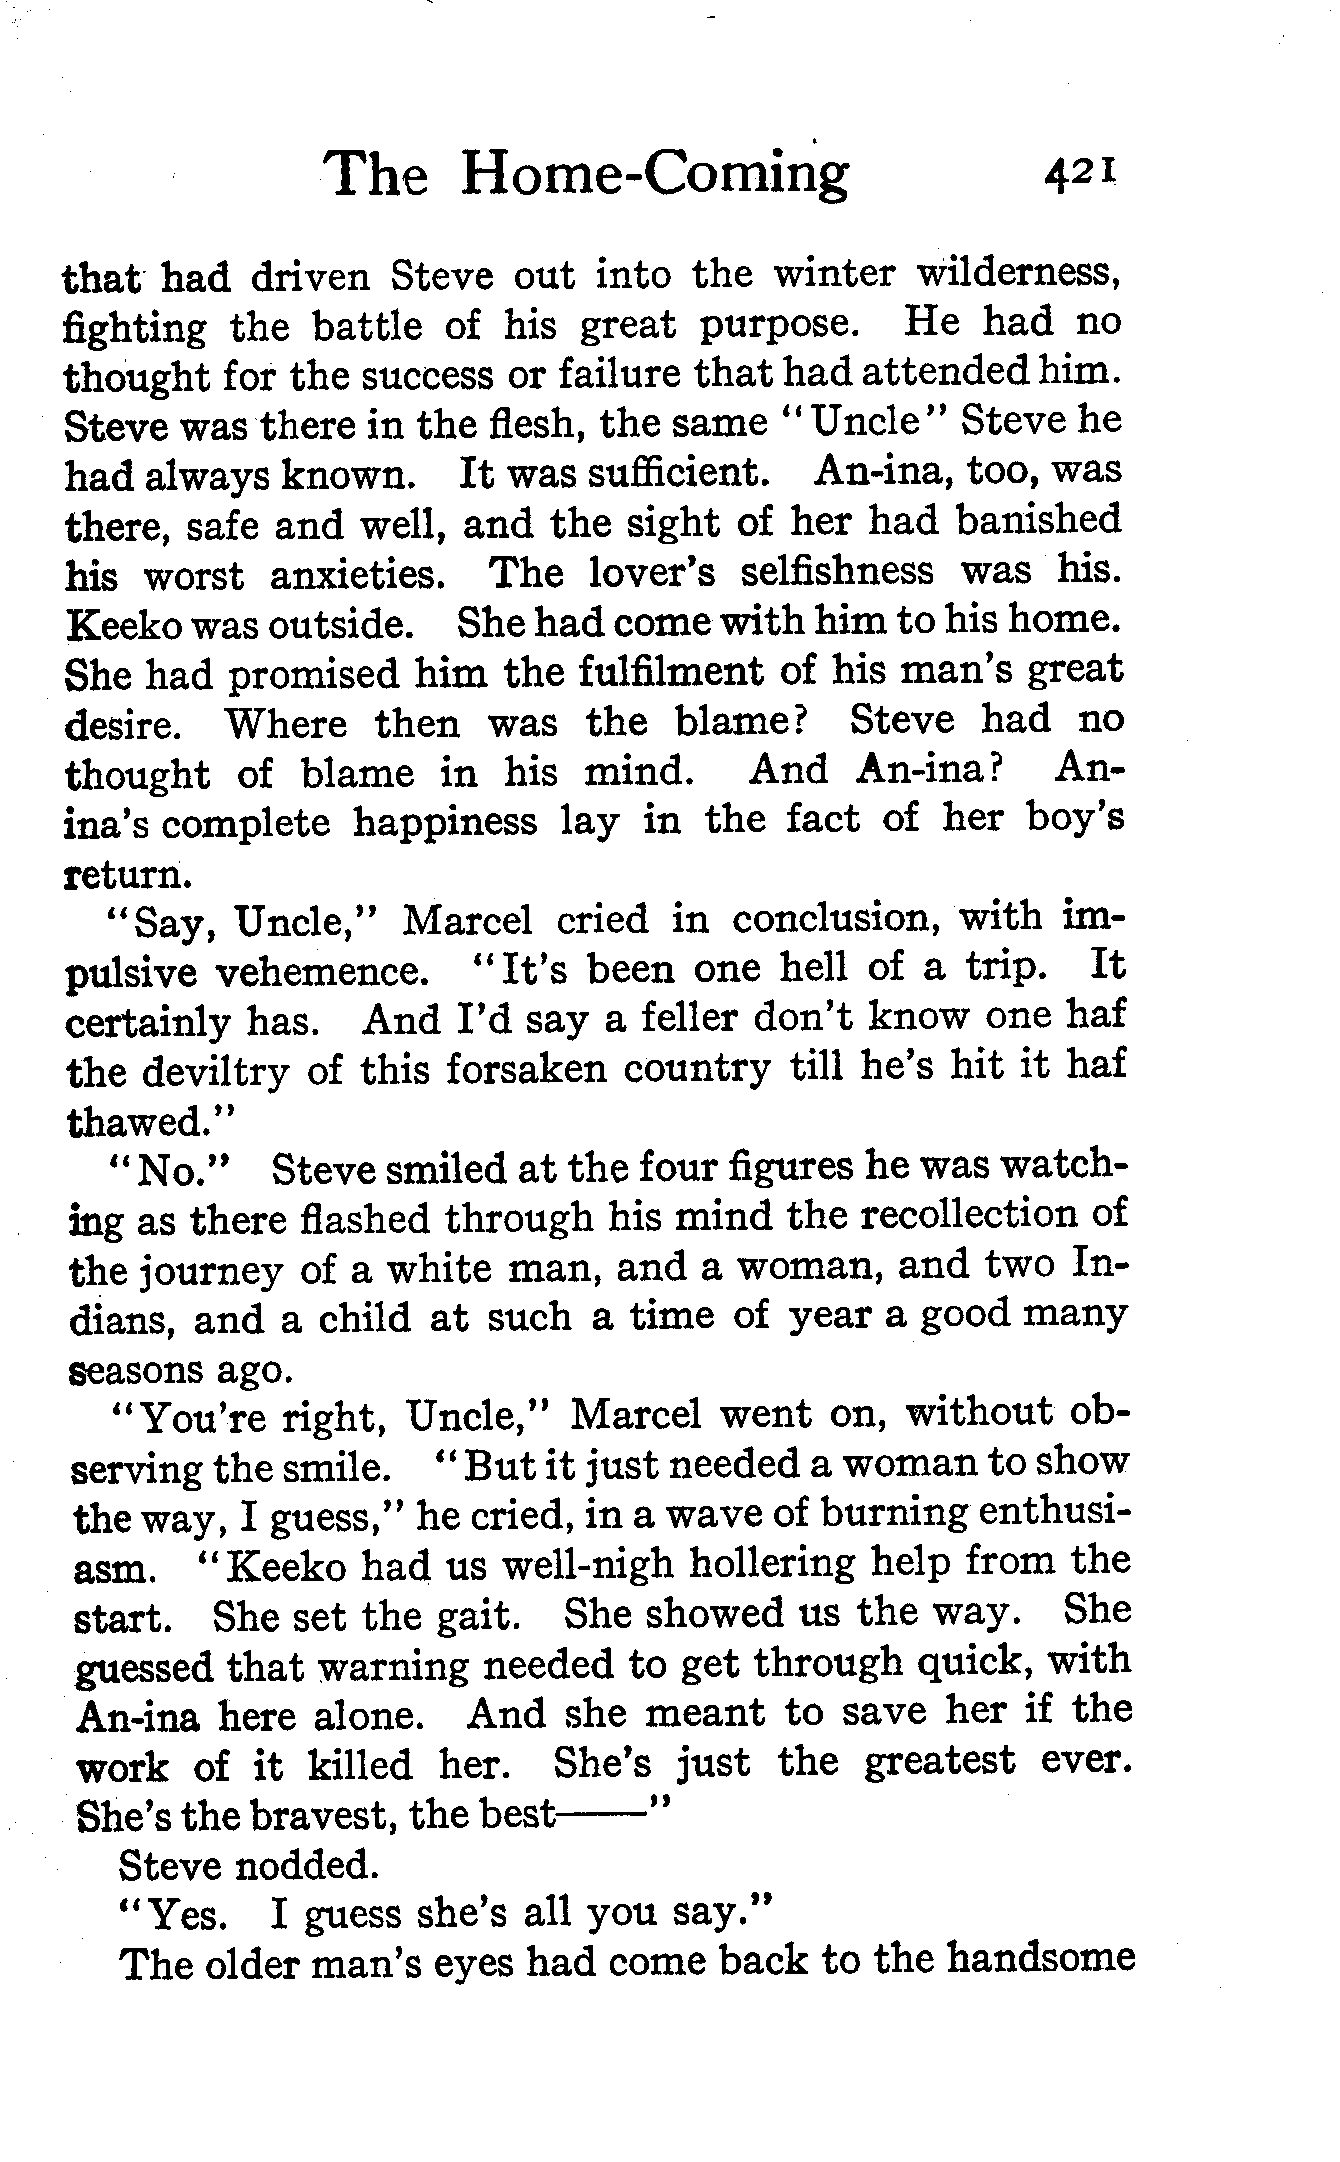 The Home-Coming 421
that had driven Steve out into the winter wilderness,
fighting the battle of his great purpose. He had no
thought for the success or failure that had attended him.
Steve was there in the flesh, the same "Uncle" Steve he
had always known. It was sufficient. An-ina, too, was
there, safe and well, and the sight of her had banished
his worst anxieties. The lover's selfishness was his.
Keeko was outside. She had come with him to his home.
She had promised him the fulfilment of his man's great
desire. Where then was the blame? Steve had no
thought of blame in his mind. And An-ina? An-
ina's complete happiness lay in the fact of her boy's
return.
"Say, Uncle," Marcel cried in conclusion, with im-
pulsive vehemence. "It's been one hell of a trip. It
certainly has. And I'd say a feller don't know one haf
the deviltry of this forsaken country till he's hit it haf
thawed."
"No." Steve smiled at the four figures he was watch-
ing as there flashed through his mind the recollection of
the journey of a white man, and a woman, and two In-
dians, and a child at such a time of year a good many
seasons ago.
"You're right, Uncle," Marcel went on, without ob-
serving the smile. "But it just needed a woman to show
the way, I guess," he cried, in a wave of burning enthusi-
asm. "Keeko had us well-nigh hollering help from the
start. She set the gait. She showed us the way. She
guessed that warning needed to get through quick, with
An-ina here alone. And she meant to save her if the
work of it killed her. She's just the greatest ever.
She's the bravest, the best——"
Steve nodded.
"Yes. I guess she's all you say."
The older man's eyes had come back to the handsome